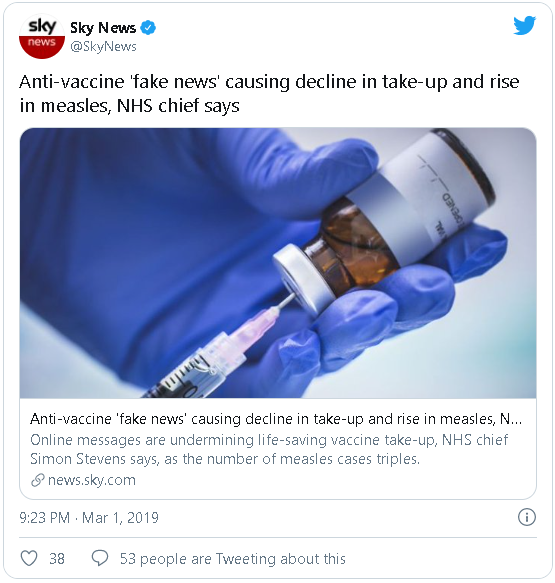 sky
news
Sky News
@SkyNews
Anti-vaccine 'fake news' causing decline in take-up and rise
in measles, NHS chief says
OPENED
Anti-vaccine 'fake news' causing decline in take-up and rise in measles, N...
Online messages are undermining life-saving vaccine take-up, NHS chief
Simon Stevens says, as the number of measles cases triples.
news.sky.com
9:23 PM · Mar 1, 2019
38
53 people are Tweeting about this